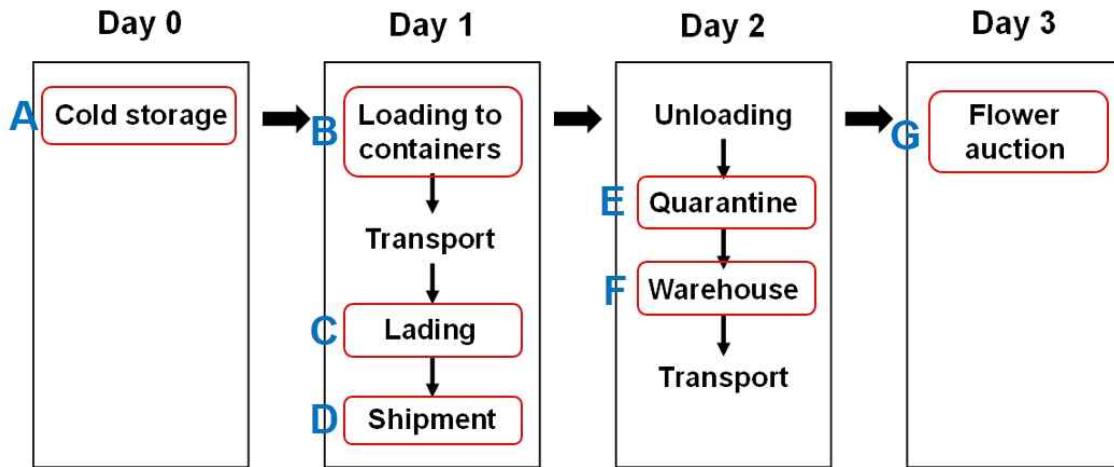 Day 0
Day 1
Day 2
Day 3
A
Cold storage
B
Loading to
containers
Transport
C
Lading
D
Shipment
Unloading
E
Quarantine
F
Warehouse
Transport
G
Flower
auction